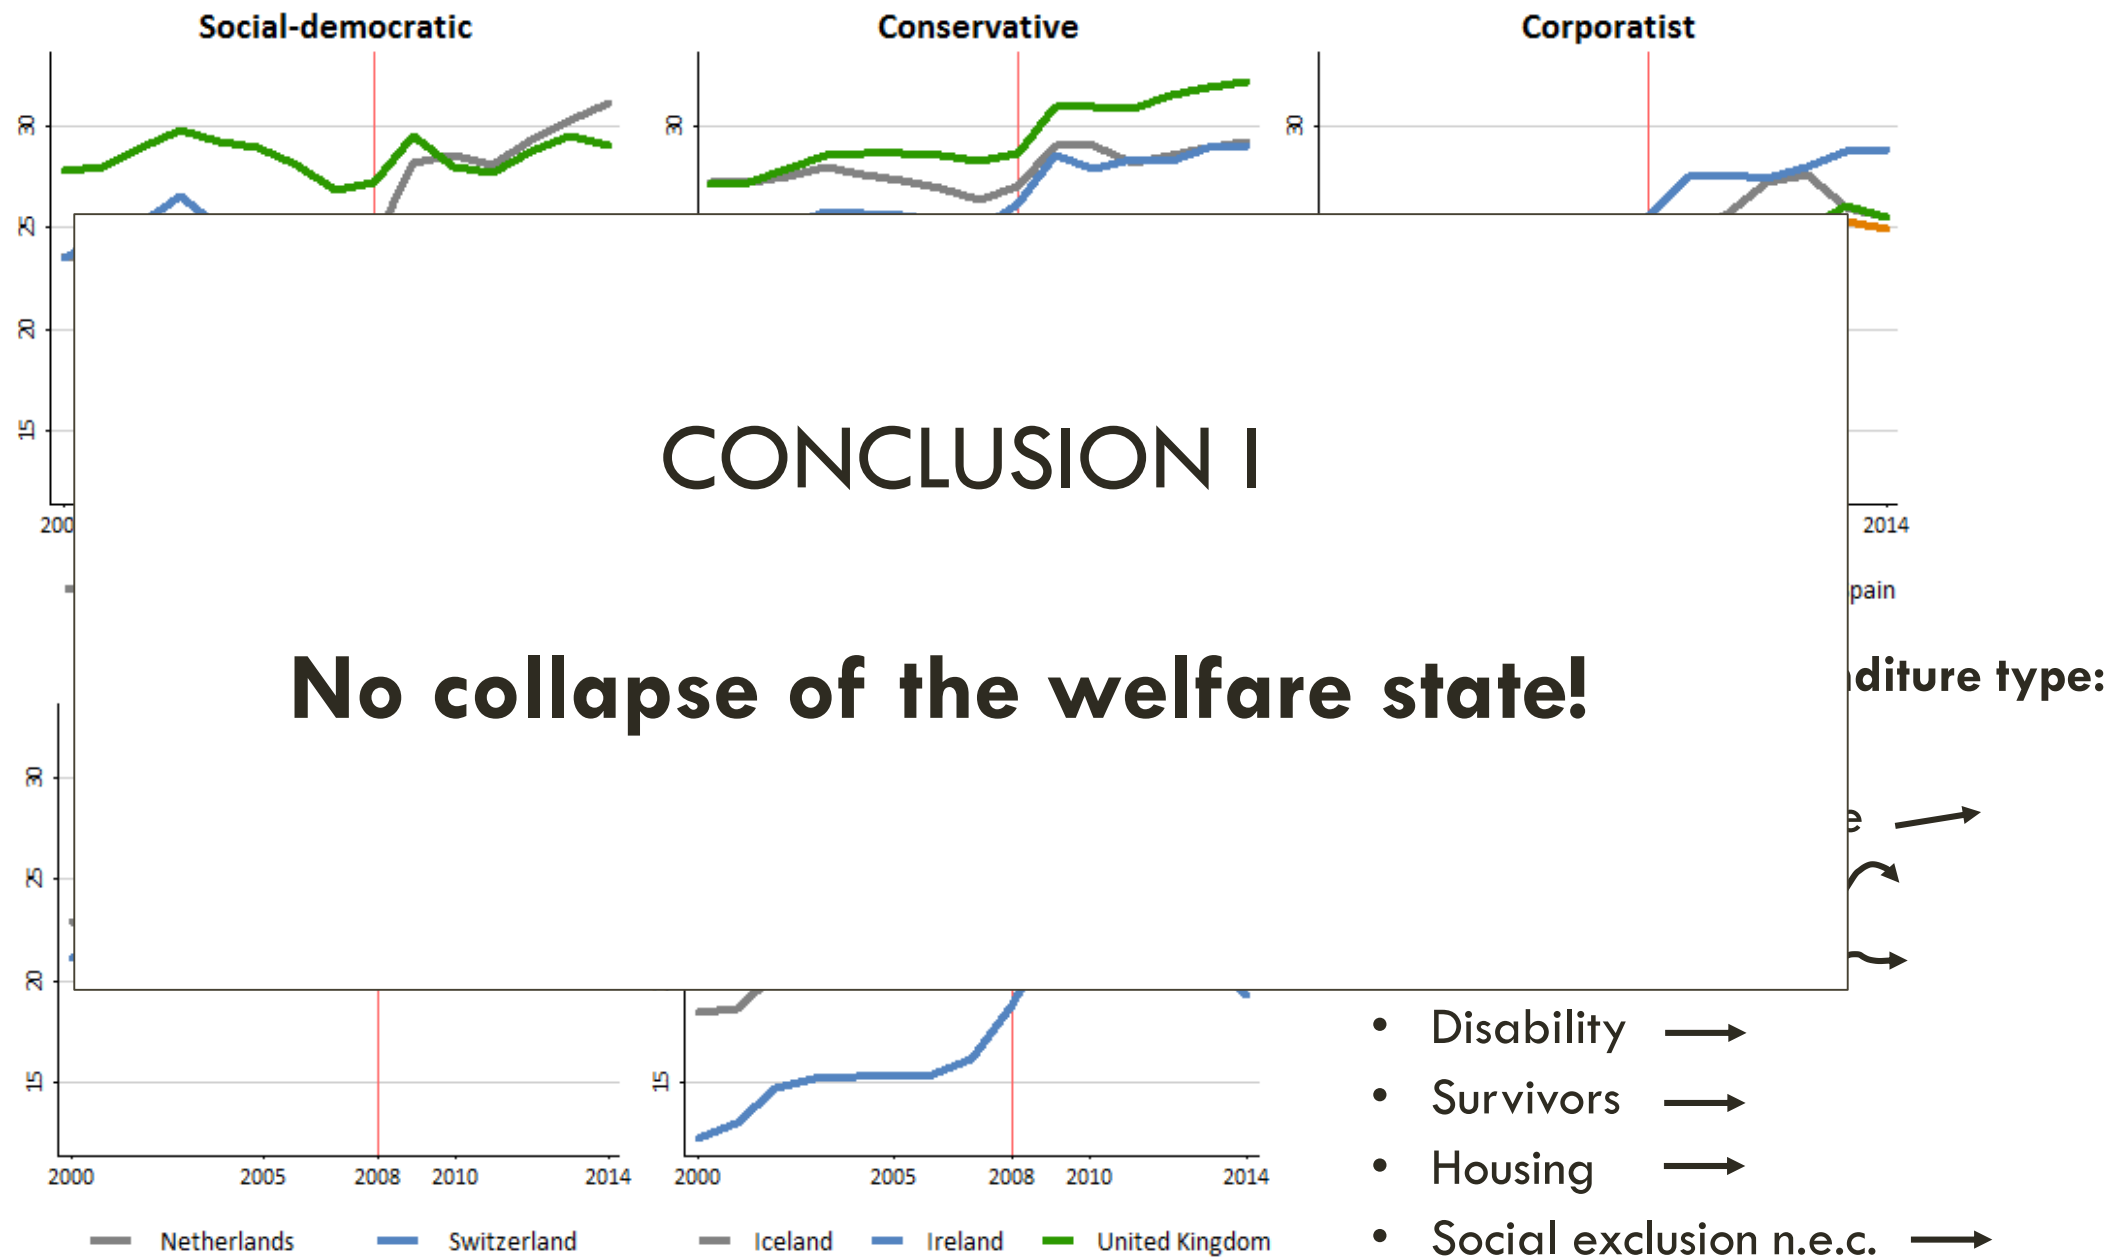 Social-democratic Conservative Corporatist
30 30 30
25
20
15
200 2014
CONCLUSION I
pain
No collapse of the welfare state!
nditure type:
30
e
25
20
• Disability
15 15
• Survivors
• Housing
2000 2005 2008 2010 2014 2000 2005 2008 2010 2014
Netherlands Switzerland Iceland Ireland United Kingdom
• Social exclusion n.e.c.